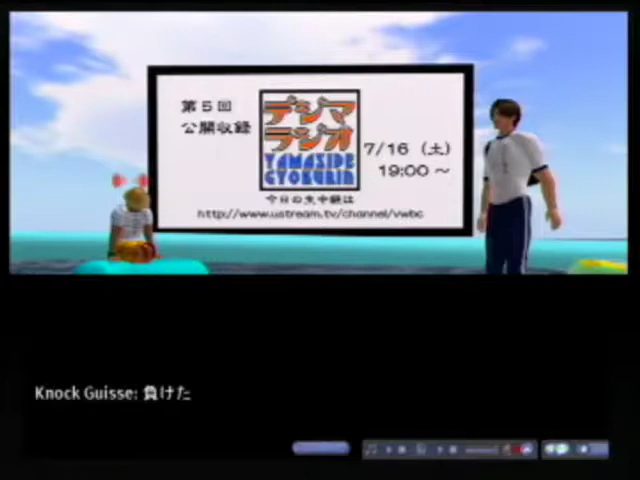 第5回
公開収録
デジマ
ラジオ
YAMASIDE
GYOKURIN
7/16 (土)
19:00 ~
今日の生中継は
http://www.ustream.tv/channel/vwbc
Knock Guisse: 負けた